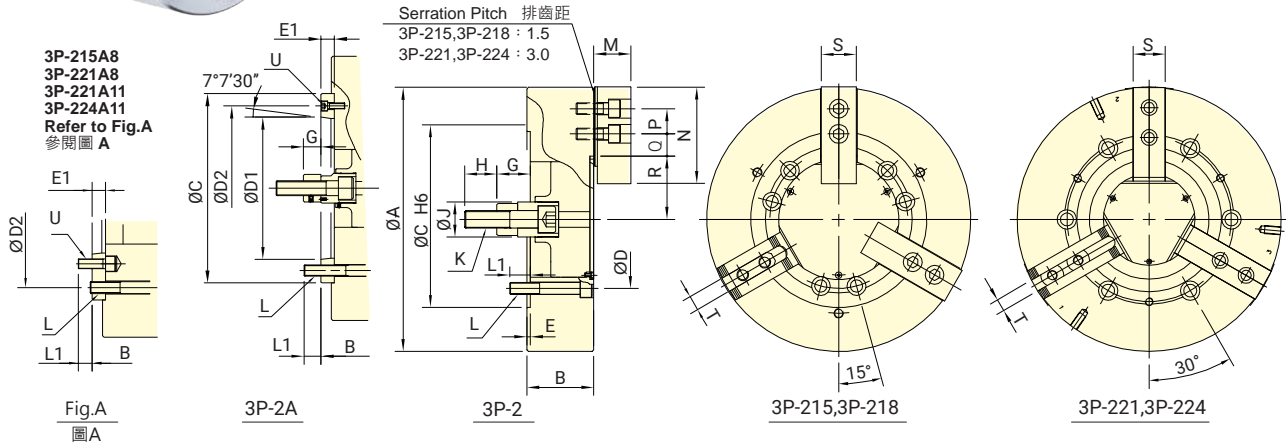 Serration Pitch 排齒距
3P-215,3P-218：1.5
3P-221,3P-224：3.0
3P-215A8
3P-221A8
3P-221A11
3P-224A11
Refer to Fig.A
參閱圖 A
E1
U
ØD2
L
L1
B
Fig.A
圖A
E1
U
7°7'30"
G
ØC
ØD2
ØD1
L
L1
B
3P-2A
M
N
P
Q
R
H
G
ØA
ØC H6
ØJ
K
L1
ØD
L
E
B
3P-2
S
T
15°
3P-215,3P-218
S
2
3
1
T
30°
3P-221,3P-224